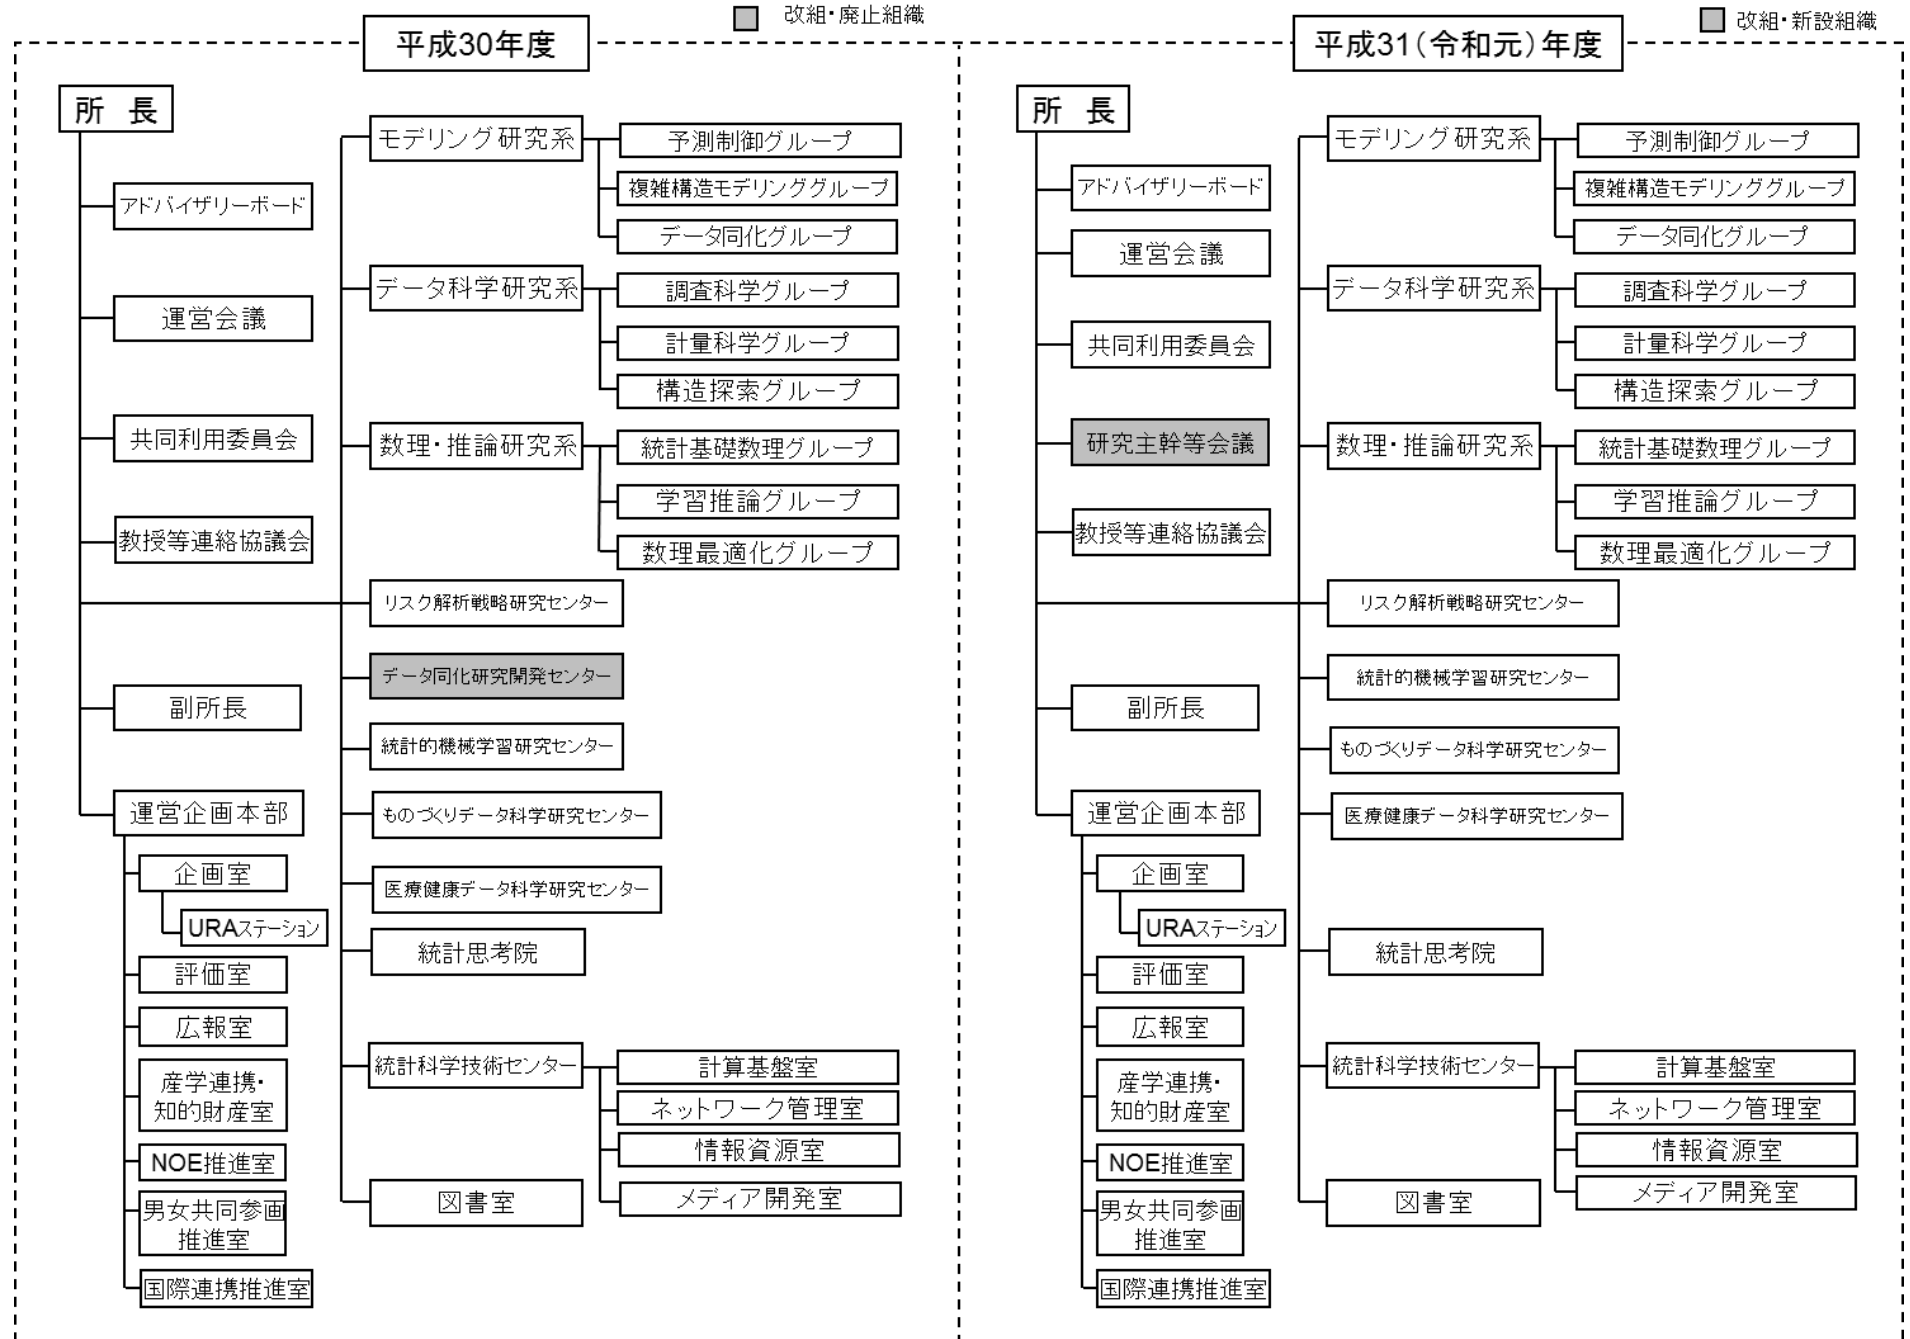 改組・廃止組織
平成30年度
所　長
アドバイザリーボード
運営会議
共同利用委員会
教授等連絡協議会
副所長
運営企画本部
企画室
URAステーション
評価室
広報室
産学連携・
知的財産室
NOE推進室
男女共同参画
推進室
国際連携推進室
モデリング研究系
予測制御グループ
複雑構造モデリンググループ
データ同化グループ
データ科学研究系
調査科学グループ
計量科学グループ
構造探索グループ
数理・推論研究系
統計基礎数理グループ
学習推論グループ
数理最適化グループ
リスク解析戦略研究センター
データ同化研究開発センター
統計的機械学習研究センター
ものづくりデータ科学研究センター
医療健康データ科学研究センター
統計思考院
統計科学技術センター
計算基盤室
ネットワーク管理室
情報資源室
メディア開発室
図書室
改組・新設組織
平成31（令和元）年度
所　長
アドバイザリーボード
運営会議
共同利用委員会
研究主幹等会議
教授等連絡協議会
副所長
運営企画本部
企画室
URAステーション
評価室
広報室
産学連携・
知的財産室
NOE推進室
男女共同参画
推進室
国際連携推進室
モデリング研究系
予測制御グループ
複雑構造モデリンググループ
データ同化グループ
データ科学研究系
調査科学グループ
計量科学グループ
構造探索グループ
数理・推論研究系
統計基礎数理グループ
学習推論グループ
数理最適化グループ
リスク解析戦略研究センター
統計的機械学習研究センター
ものづくりデータ科学研究センター
医療健康データ科学研究センター
統計思考院
統計科学技術センター
計算基盤室
ネットワーク管理室
情報資源室
メディア開発室
図書室